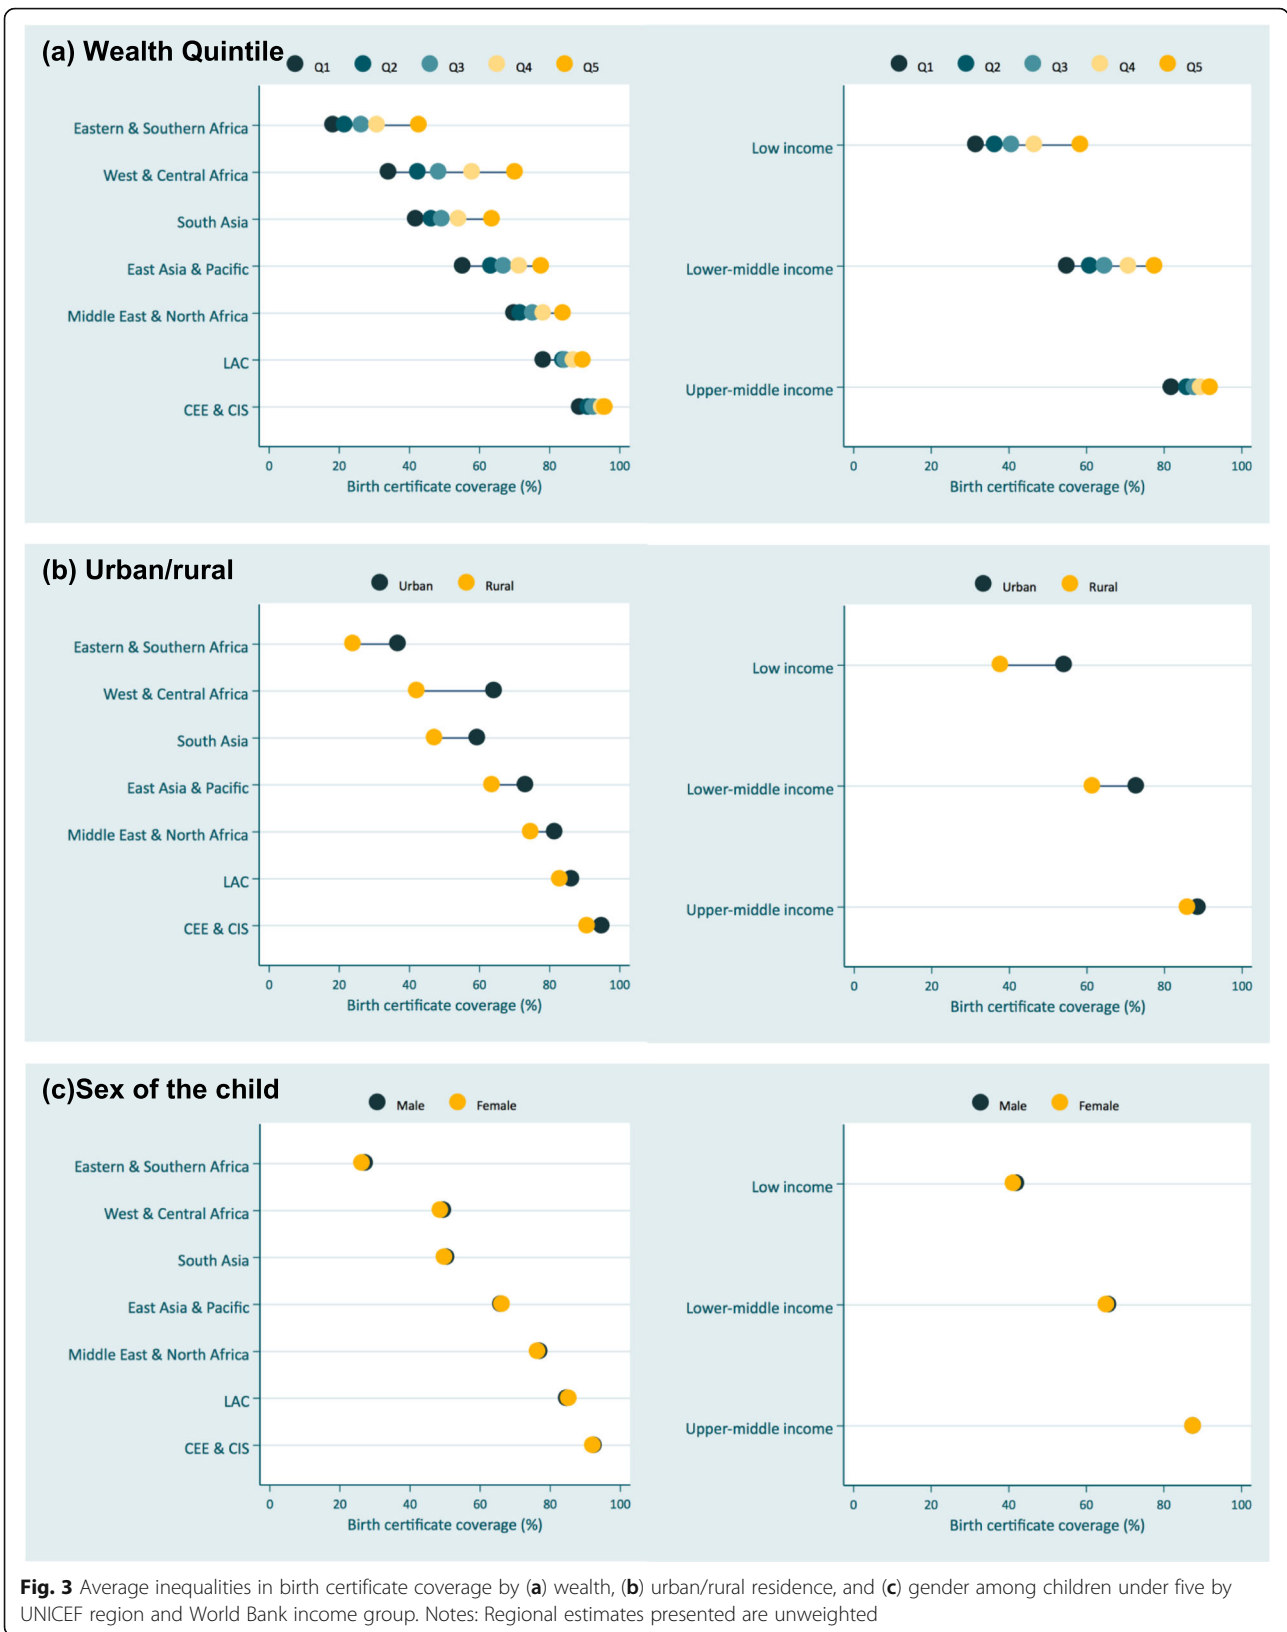 (a) Wealth Quintile
Q1 Q2 Q3 Q4 Q5
Eastern & Southern Africa
West & Central Africa
South Asia
East Asia & Pacific
Middle East & North Africa
LAC
CEE & CIS
0 20 40 60 80 100
Birth certificate coverage (%)
Q1 Q2 Q3 Q4 Q5
Low income
Lower-middle income
Upper-middle income
0 20 40 60 80 100
Birth certificate coverage (%)
(b) Urban/rural
Urban Rural
Eastern & Southern Africa
West & Central Africa
South Asia
East Asia & Pacific
Middle East & North Africa
LAC
CEE & CIS
0 20 40 60 80 100
Birth certificate coverage (%)
Urban Rural
Low income
Lower-middle income
Upper-middle income
0 20 40 60 80 100
Birth certificate coverage (%)
(c)Sex of the child
Male Female
Eastern & Southern Africa
West & Central Africa
South Asia
East Asia & Pacific
Middle East & North Africa
LAC
CEE & CIS
0 20 40 60 80 100
Birth certificate coverage (%)
Male Female
Low income
Lower-middle income
Upper-middle income
0 20 40 60 80 100
Birth certificate coverage (%)
Fig. 3 Average inequalities in birth certificate coverage by (a) wealth, (b) urban/rural residence, and (c) gender among children under five by
UNICEF region and World Bank income group. Notes: Regional estimates presented are unweighted